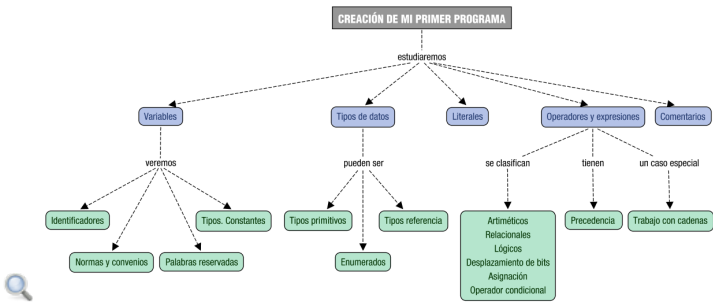 CREACIÓN DE MI PRIMER PROGRAMA
estudiaremos
Variables
Tipos de datos
Literales
Operadores y expresiones
Comentarios
veremos
pueden ser
se clasifican
tienen
un caso especial
Identificadores
Tipos. Constantes
Tipos primitivos
Tipos referencia
Artiméticos
Relacionales
Lógicos
Desplazamiento de bits
Asignación
Operador condicional
Precedencia
Trabajo con cadenas
Normas y convenios
Palabras reservadas
Enumerados